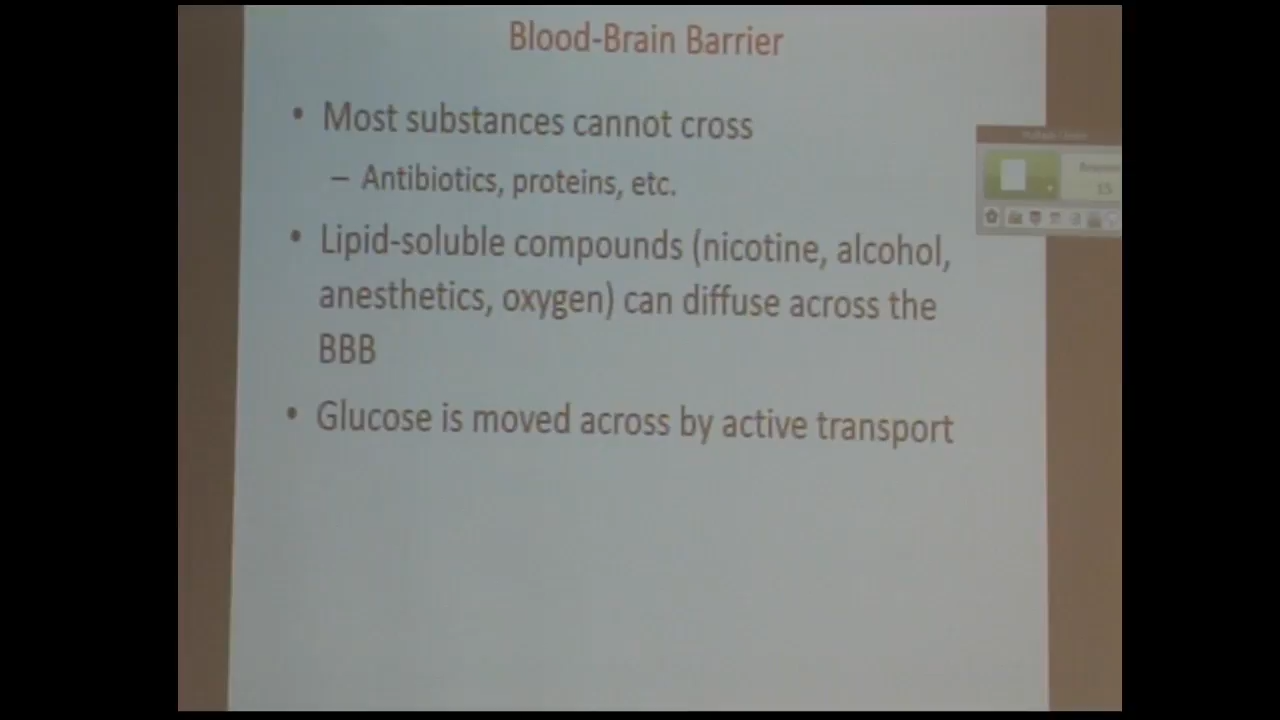 Blood-Brain Barrier
• Most substances cannot cross
– Antibiotics, proteins, etc.
• Lipid-soluble compounds (nicotine, alcohol,
anesthetics, oxygen) can diffuse across the
BBB
• Glucose is moved across by active transport
15